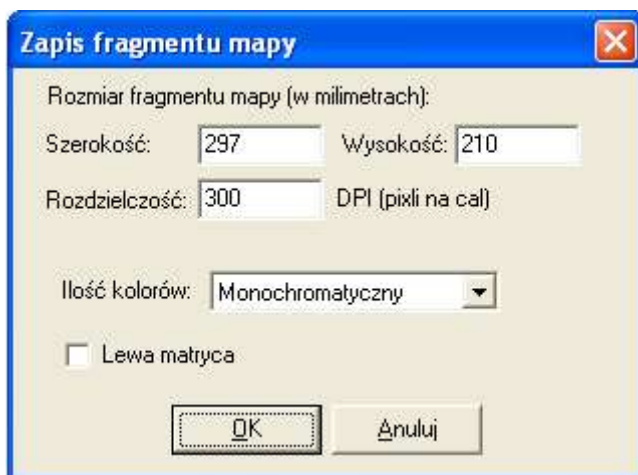 Zapis fragmentu mapy
Rozmiar fragmentu mapy (w milimetrach):
Szerokość: 297 Wysokość: 210
Rozdzielczość: 300 DPI (pixli na cal)
Ilość kolorów: Monochromatyczny
Lewa matryca
OK Anuluj